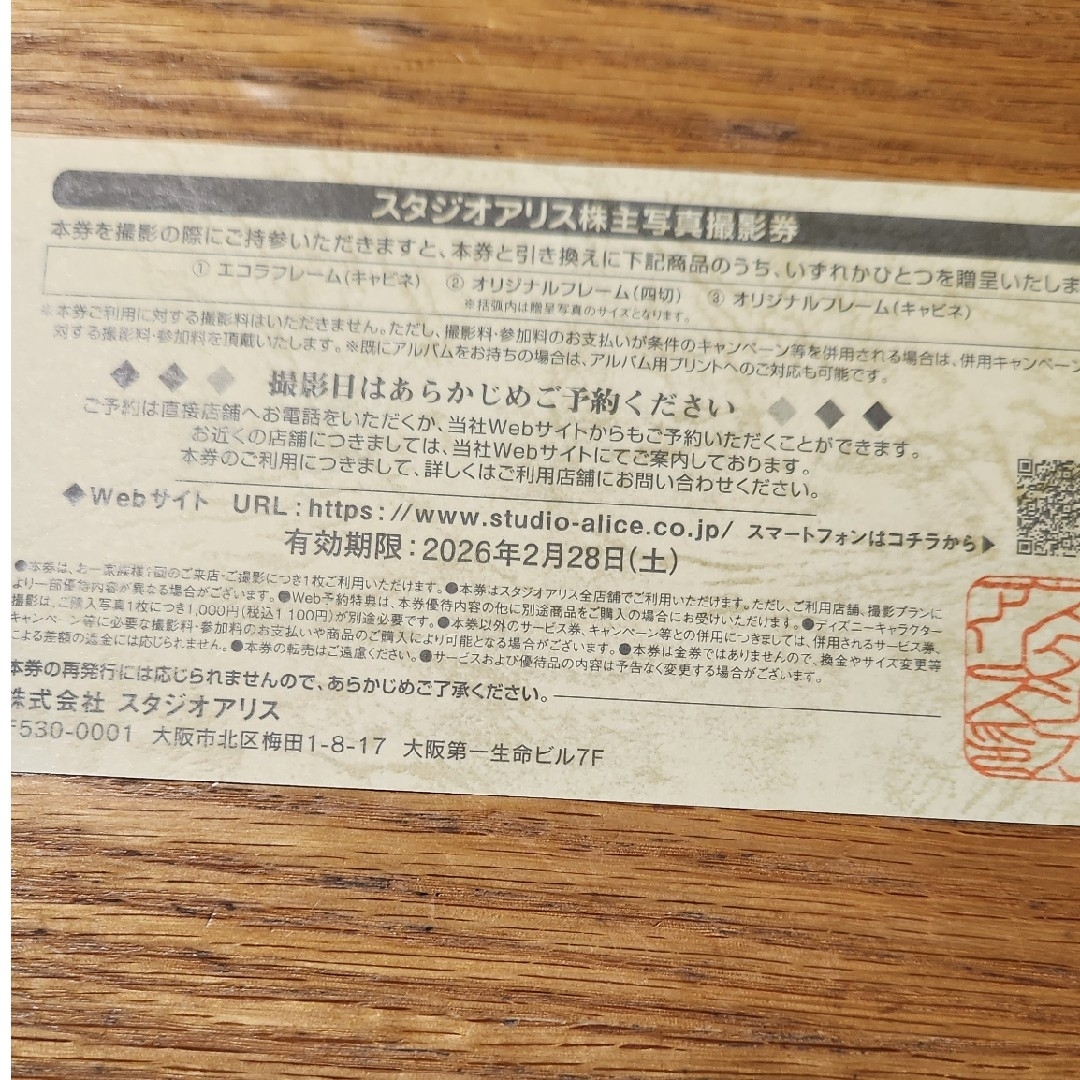 スタジオアリス株主写真撮影券
本券を撮影の際にご持参いただきますと、本券と引き換えに下記商品のうち、いずれかひとつを贈呈いたしま
① エコラフレーム(キャビネ) ② オリジナルフレーム(四切) ③ オリジナルフレーム(キャビネ)
※括弧内は贈呈写真のサイズとなります。
※本券ご利用に対する撮影料はいただきません。ただし、撮影料・参加料のお支払いが条件のキャンペーン等を併用される場合は、併用キャンペーン
対する撮影料・参加料を頂戴いたします。※既にアルバムをお持ちの場合は、アルバム用プリントへのご対応も可能です。
◆ ◆ ◆ 撮影日はあらかじめご予約ください ◆ ◆ ◆
ご予約は直接店舗へお電話をいただくか、当社Webサイトからもご予約いただくことができます。
お近くの店舗につきましては、当社Webサイトにてご案内しております。
本券のご利用につきまして、詳しくはご利用店舗にお問い合わせください。
◆Webサイト URL:https://www.studio-alice.co.jp/ スマートフォンはコチラから▶
有効期限:2026年2月28日(土)
●本券は、お一家族様1回のご来店・ご撮影につき1枚ご利用いただけます。●本券はスタジオアリス全店舗でご利用いただけます。ただし、ご利用店舗、撮影プランに
より一部優待内容が異なる場合がございます。●Web予約特典は、本券優待内容の他に別途商品をご購入の場合にお受けいただけます。●ディズニーキャラクター
撮影は、ご購入写真1枚につき1,000円(税込1,100円)が別途必要です。●本券以外のサービス券、キャンペーン等との併用につきましては、併用されるサービス券、
キャンペーン等に必要な撮影料・参加料のお支払いや商品のご購入により可能となる場合がございます。●本券は金券ではありませんので、換金やサイズ変更等
による差額の返金には応じられません。●本券の転売はご遠慮ください。●サービスおよび優待品の内容は予告なく変更する場合がございます。
本券の再発行には応じられませんので、あらかじめご了承ください。
株式会社 スタジオアリス
〒530-0001 大阪市北区梅田1-8-17 大阪第一生命ビル7F